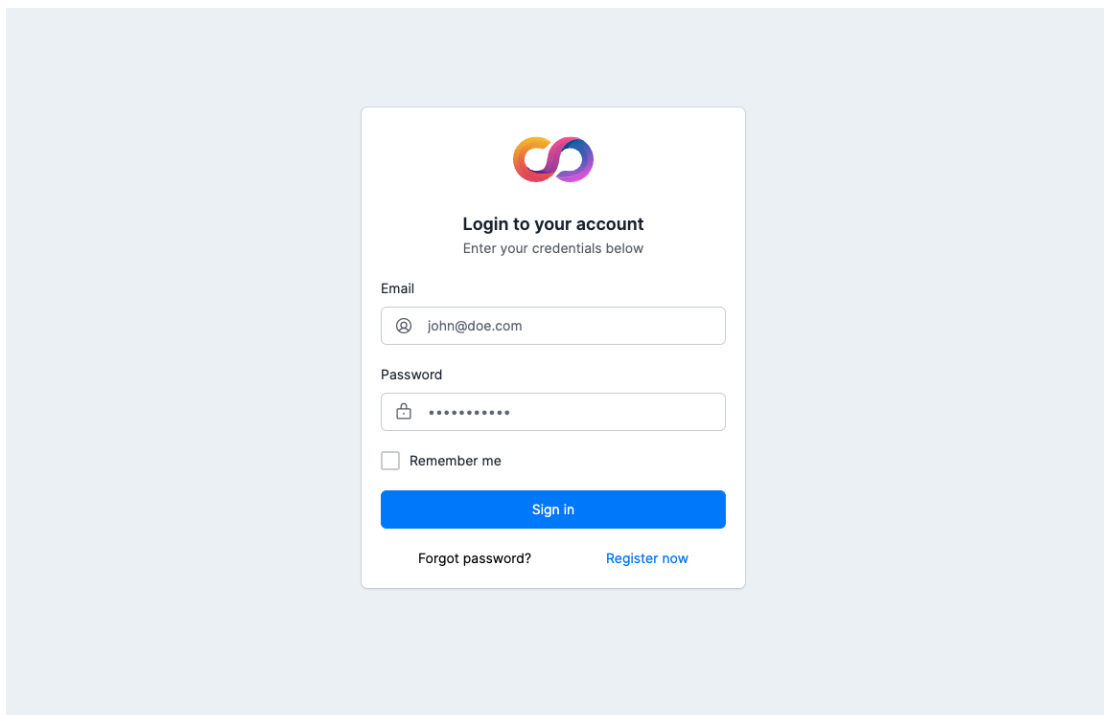 Login to your account
Enter your credentials below
Email
john@doe.com
Password
•••••••••••
Remember me
Sign in
Forgot password? Register now